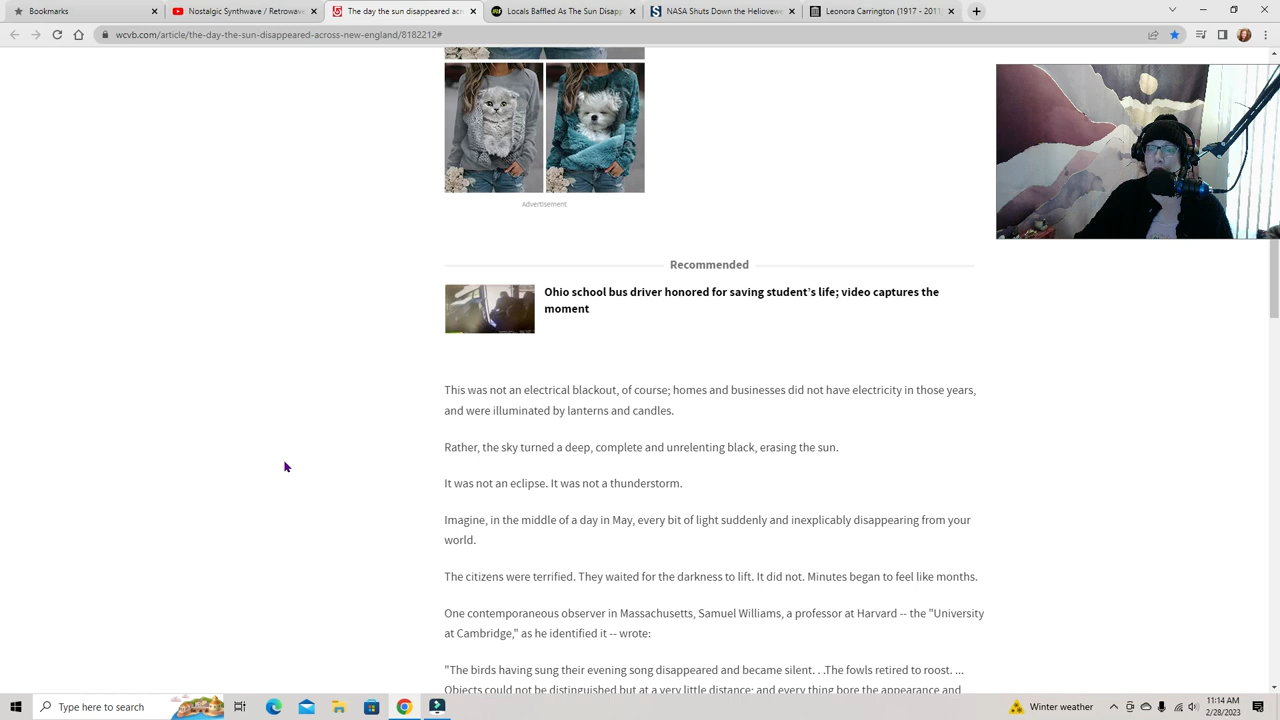 Bookmarks
Nostalgic Synthwave / Retrowave
The day the sun disappeared acr
Locals Baffled As The Sun Disap
NASA Shuts Down the Heliovew
Leonora Carrington (1917 - 2011
wcvb.com/article/the-day-the-sun-disappeared-across-new-england/8182212#
Advertisement
Recommended
Ohio school bus driver honored for saving student's life; video captures the
moment
This was not an electrical blackout, of course; homes and businesses did not have electricity in those years,
and were illuminated by lanterns and candles.
Rather, the sky turned a deep, complete and unrelenting black, erasing the sun.
It was not an eclipse. It was not a thunderstorm.
Imagine, in the middle of a day in May, every bit of light suddenly and inexplicably disappearing from your
world.
The citizens were terrified. They waited for the darkness to lift. It did not. Minutes began to feel like months.
One contemporaneous observer in Massachusetts, Samuel Williams, a professor at Harvard -- the "University
at Cambridge," as he identified it -- wrote:
"The birds having sung their evening song disappeared and became silent. . .The fowls retired to roost. ...
Objects could not be distinguished but at a very little distance; and every thing bore the appearance and
Type here to search
Winter weather
11:14 AM
2/28/2023